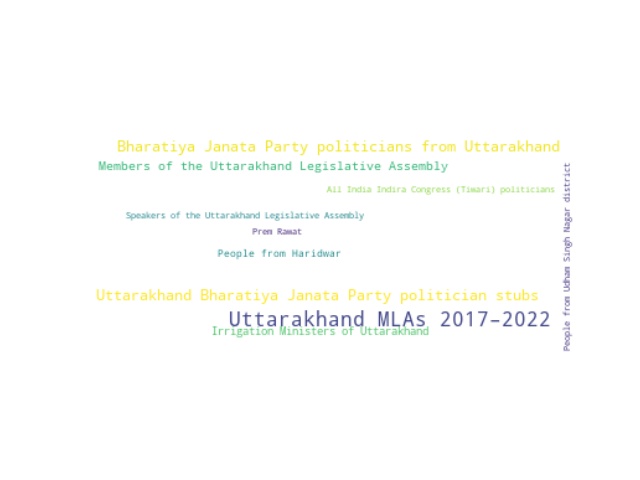 Bharatiya Janata Party politicians from Uttarakhand
Members of the Uttarakhand Legislative Assembly
All India Indira Congress (Tiwari) politicians
Speakers of the Uttarakhand Legislative Assembly
Prem Rawat
People from Haridwar
Uttarakhand Bharatiya Janata Party politician stubs
Uttarakhand MLAs 2017–2022
Irrigation Ministers of Uttarakhand
People from Udham Singh Nagar district